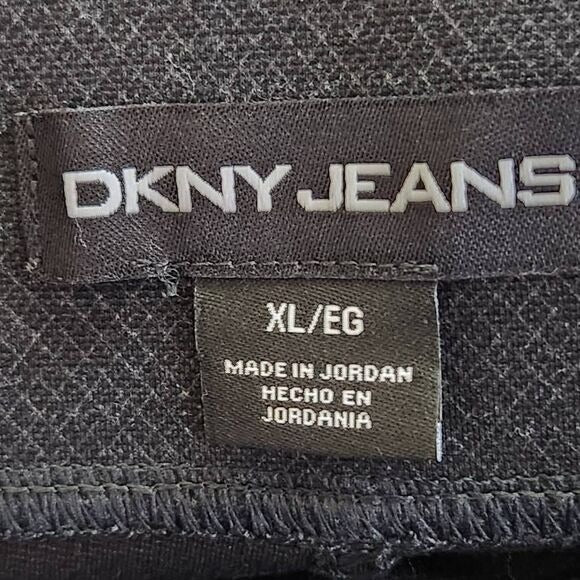 DKNY JEANS
XL/EG
MADE IN JORDAN
HECHO EN
JORDANIA